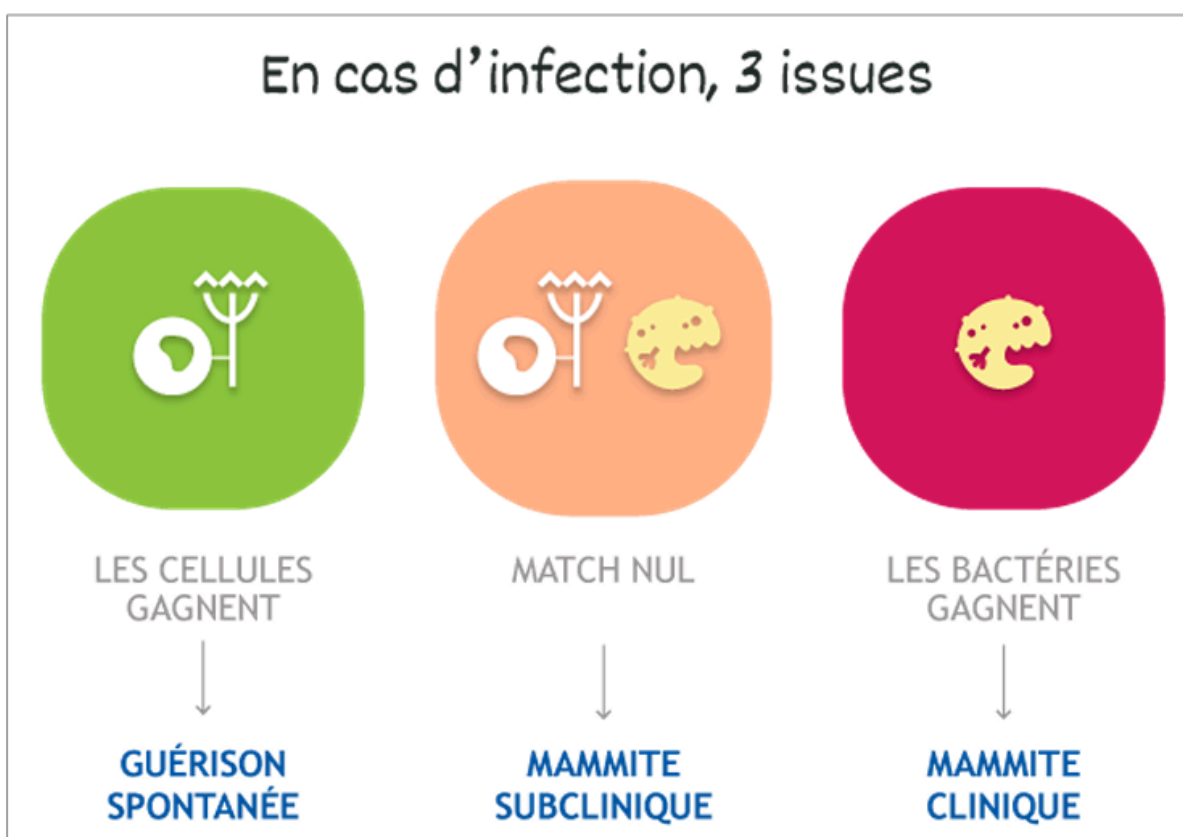 En cas d’infection, 3 issues
LES CELLULES
GAGNENT
MATCH NUL
LES BACTÉRIES
GAGNENT
GUÉRISON
SPONTANÉE
MAMMITE
SUBCLINIQUE
MAMMITE
CLINIQUE